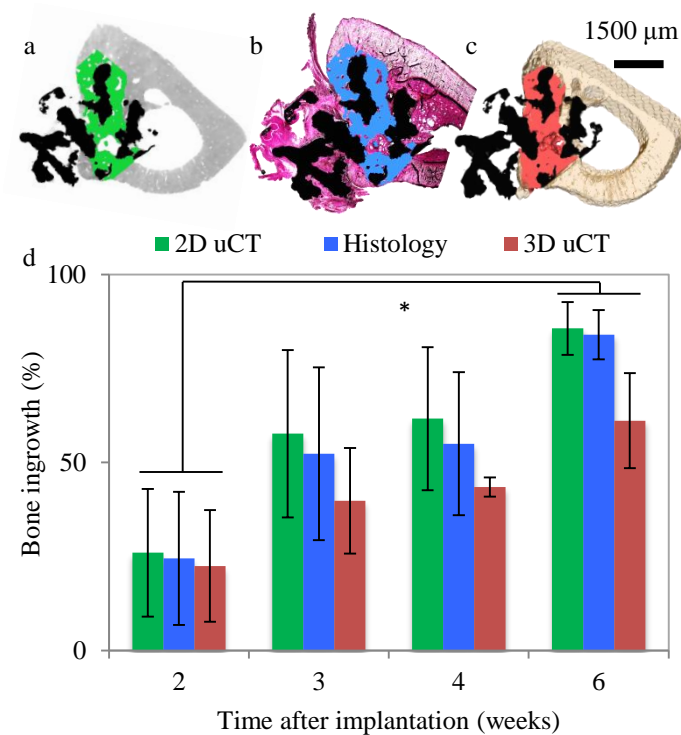 a
b
c
1500 μm
d
2D uCT
Histology
3D uCT
100
*
50
0
Bone ingrowth (%)
2
3
4
6
Time after implantation (weeks)